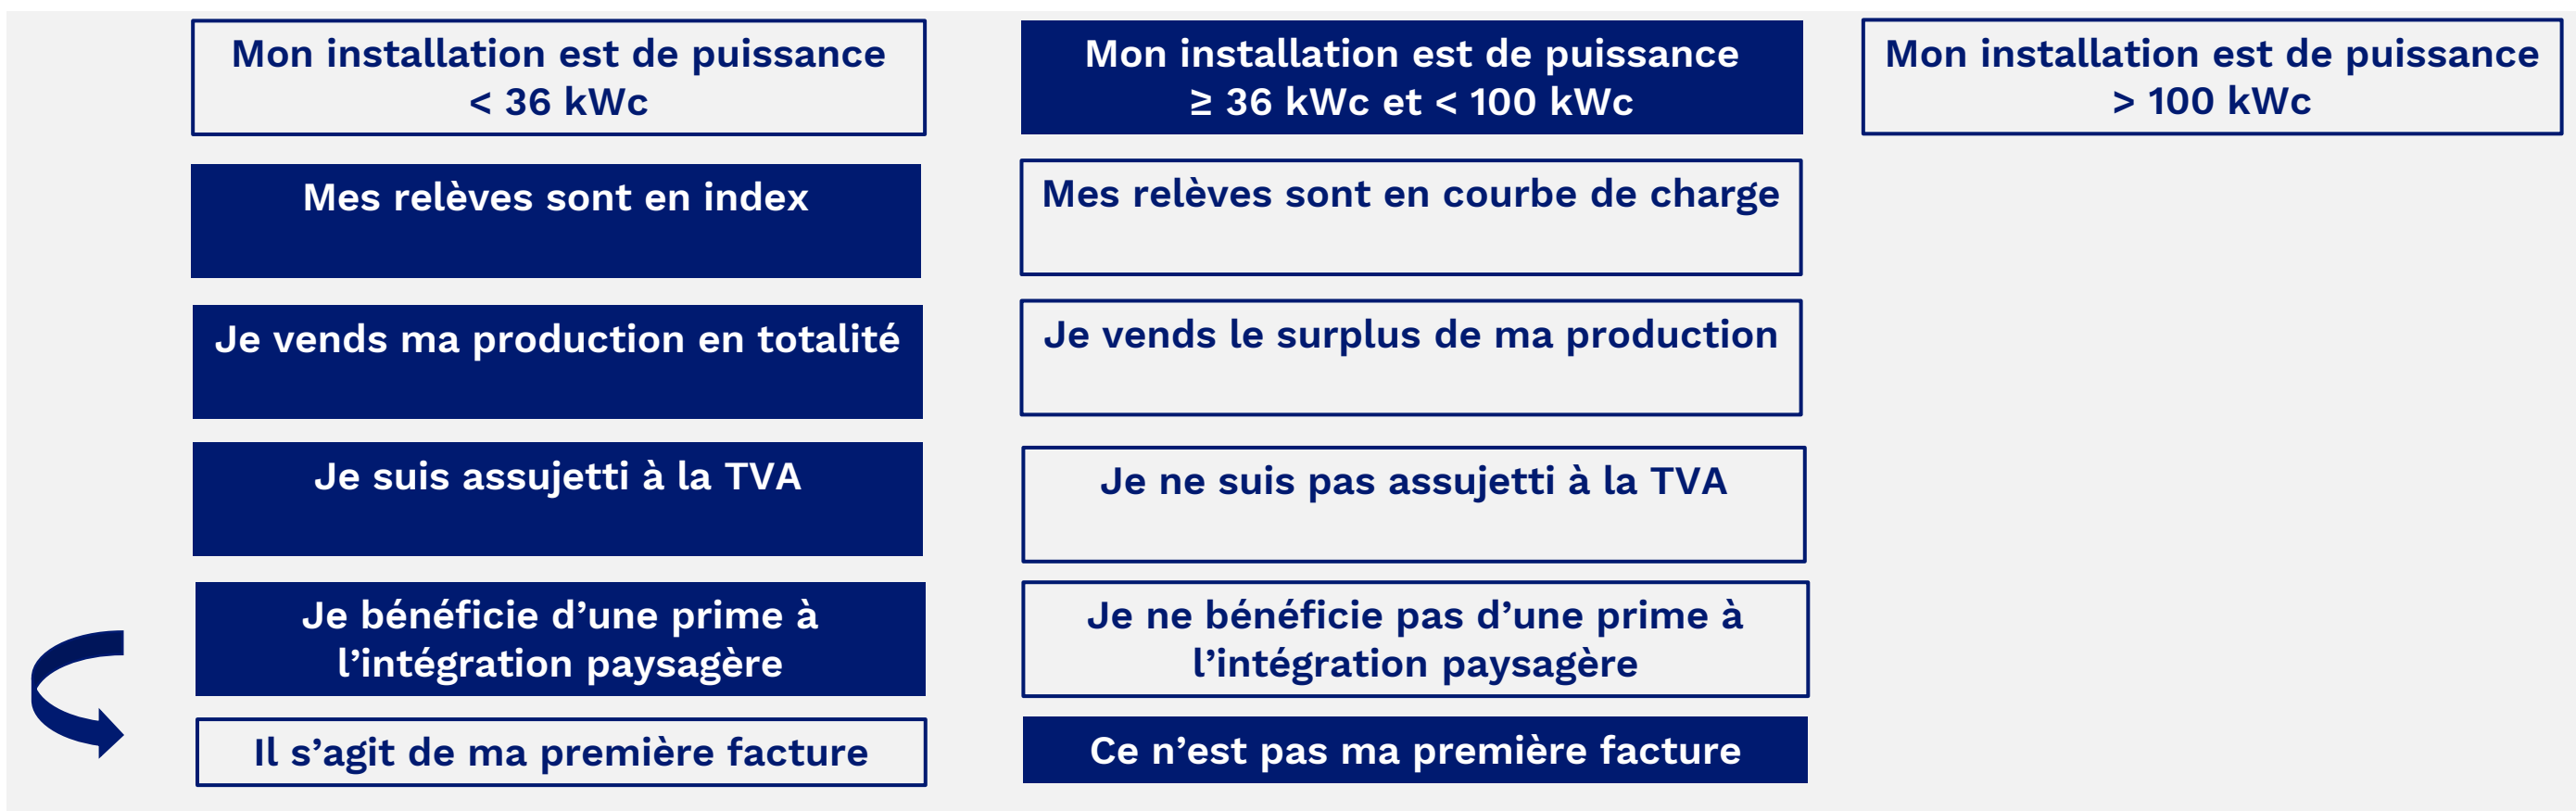 Mon installation est de puissance
< 36 kWc
Mon installation est de puissance
≥ 36 kWc et < 100 kWc
Mon installation est de puissance
> 100 kWc
Mes relèves sont en index
Mes relèves sont en courbe de charge
Je vends ma production en totalité
Je vends le surplus de ma production
Je suis assujetti à la TVA
Je ne suis pas assujetti à la TVA
Je bénéficie d’une prime à
l’intégration paysagère
Je ne bénéficie pas d’une prime à
l’intégration paysagère
Il s’agit de ma première facture
Ce n’est pas ma première facture